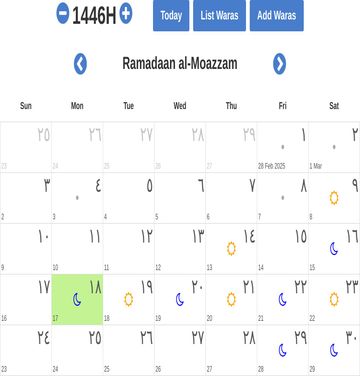 1446H
Today
List Waras
Add Waras
Ramadaan al-Moazzam
Sun Mon Tue Wed Thu Fri Sat
٢٥ ٢٦ ٢٧ ٢٨ ٢٩ ١ ٢
23 24 25 26 27 28 Feb 2025 1 Mar
٣ ٤ ٥ ٦ ٧ ٨ ٩
2 3 4 5 6 7 8
١٠ ١١ ١٢ ١٣ ١٤ ١٥ ١٦
9 10 11 12 13 14 15
١٧ ١٨ ١٩ ٢٠ ٢١ ٢٢ ٢٣
16 17 18 19 20 21 22
٢٤ ٢٥ ٢٦ ٢٧ ٢٨ ٢٩ ٣٠
23 24 25 26 27 28 29